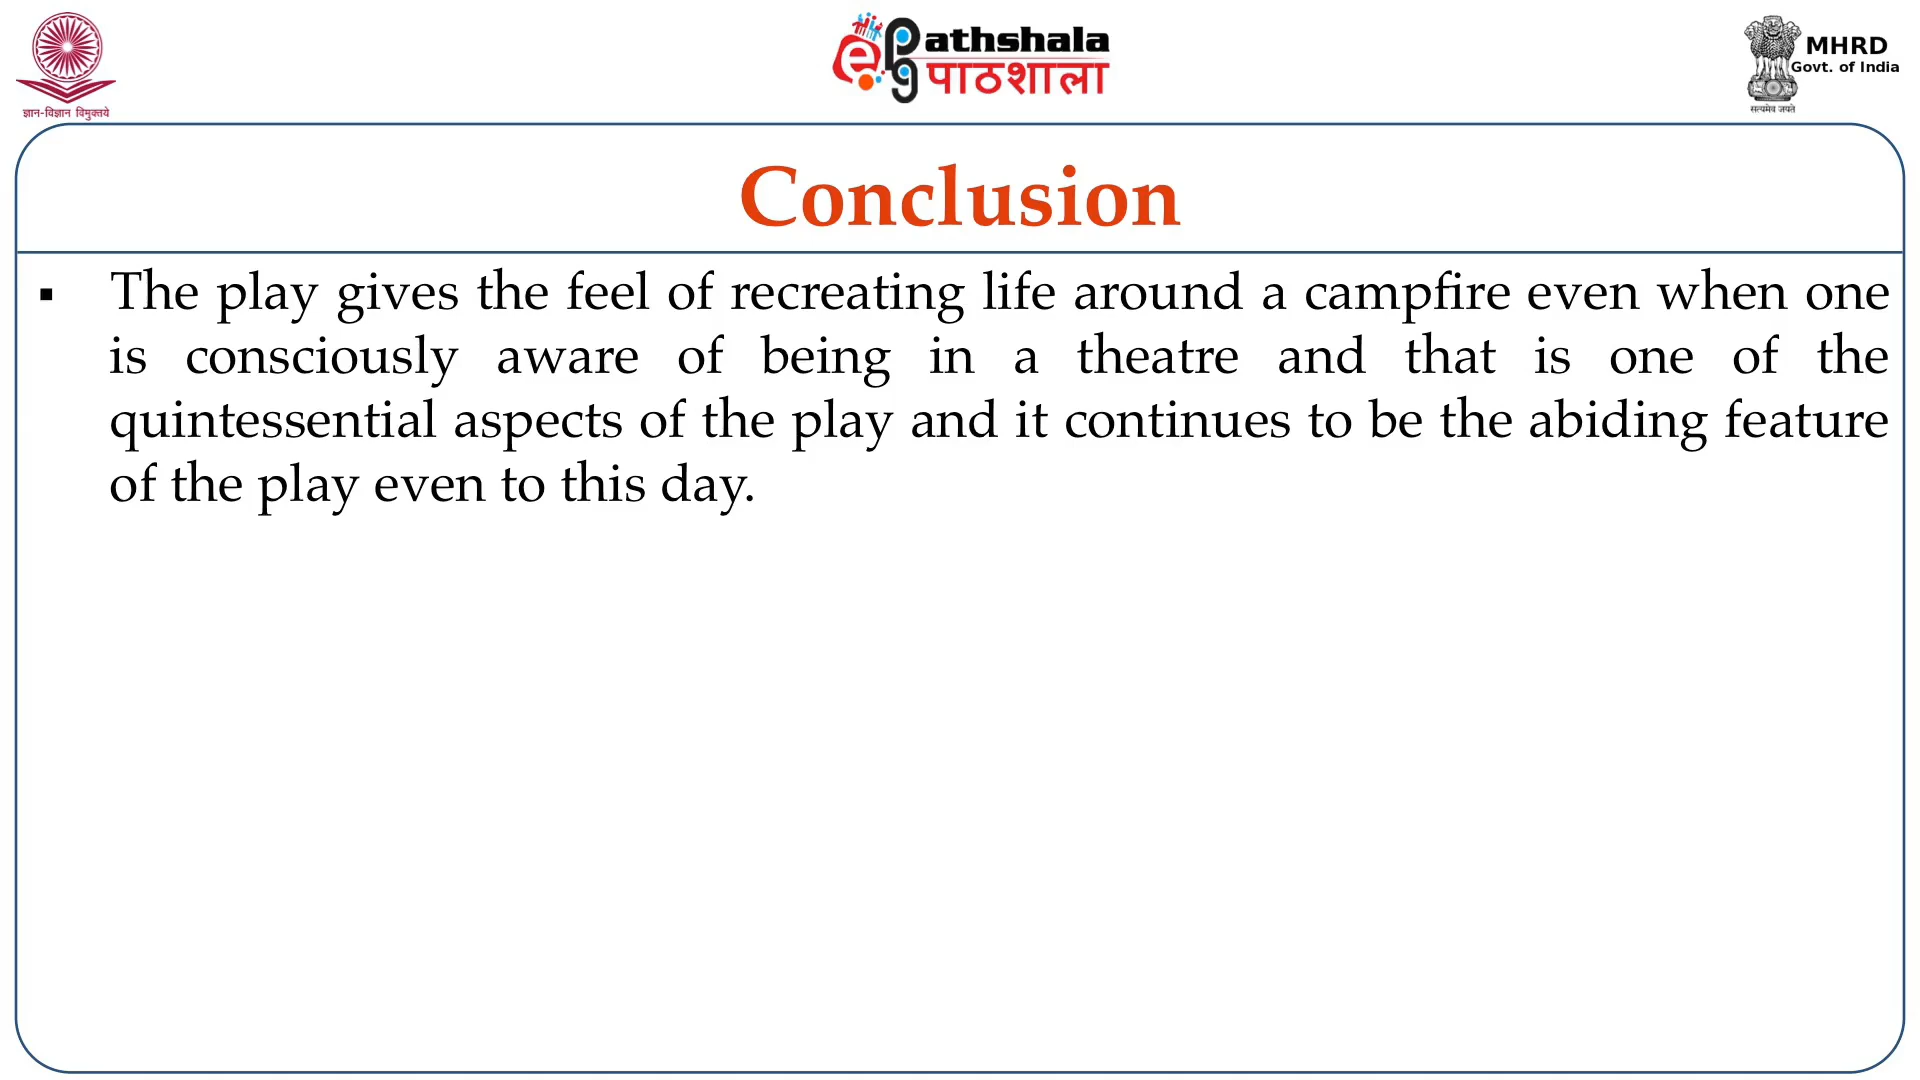 ज्ञान-विज्ञान विमुक्तये
ePathshala
पाठशाला
MHRD
Govt. of India
सत्यमेव जयते
Conclusion
▪ The play gives the feel of recreating life around a campfire even when one
is consciously aware of being in a theatre and that is one of the
quintessential aspects of the play and it continues to be the abiding feature
of the play even to this day.